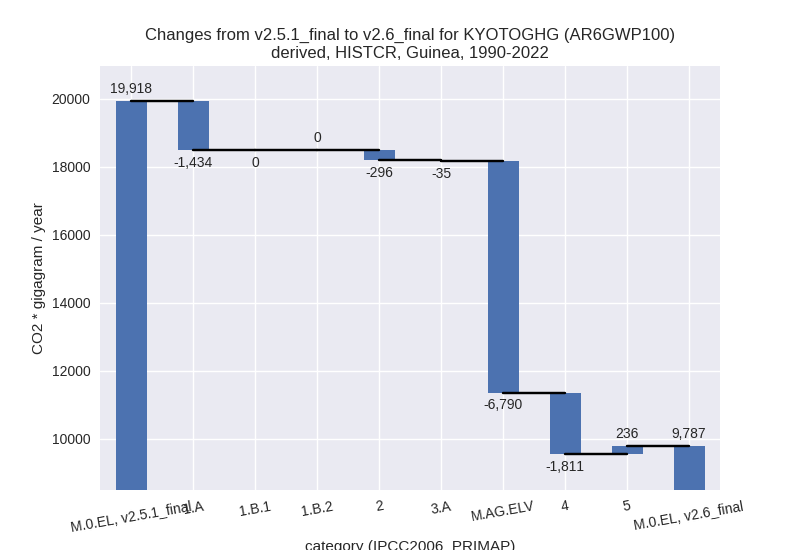 Changes from v2.5.1_final to v2.6_final for KYOTOGHG (AR6GWP100)
derived, HISTCR, Guinea, 1990-2022
CO2 * gigagram / year
20000
18000
16000
14000
12000
10000
19,918
-1,434
0
0
-296
-35
-6,790
-1,811
236
9,787
M.0.EL, v2.5.1_final
1.A
1.B.1
1.B.2
2
3.A
M.AG.ELV
4
5
M.0.EL, v2.6_final
category (IPCC2006_PRIMAP)